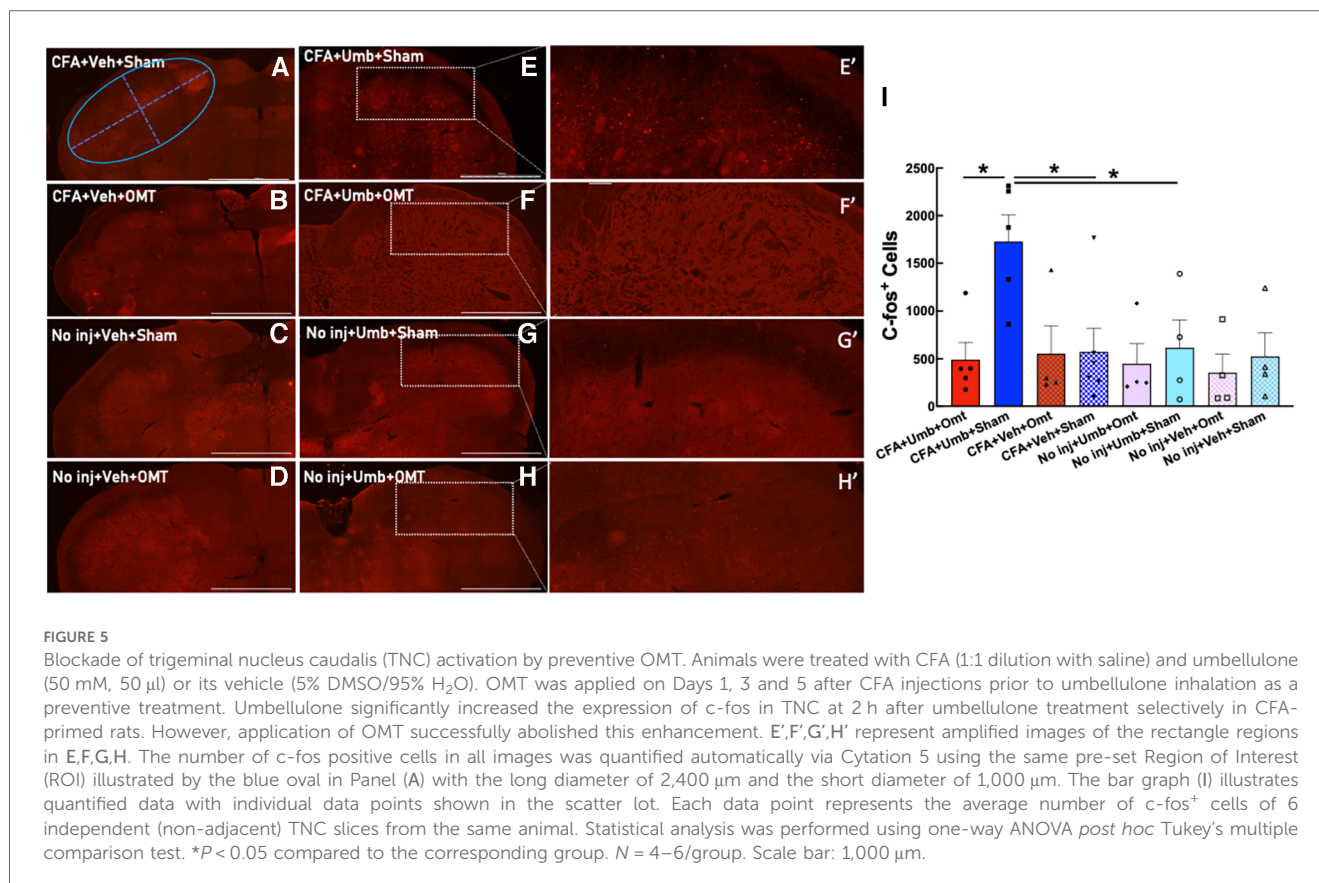 CFA+Veh+Sham
A
CFA+Umb+Sham
E
E'
CFA+Veh+OMT
B
CFA+Umb+OMT
F
F'
No inj+Veh+Sham
C
No inj+Umb+Sham
G
G'
No inj+Veh+OMT
D
No inj+Umb+OMT
H
H'
I
C-fos+ Cells
2500
2000
1500
1000
500
0
*
*
*
CFA+Umb+Omt
CFA+Umb+Sham
CFA+Veh+Omt
CFA+Veh+Sham
No inj+Umb+Omt
No inj+Umb+Sham
No inj+Veh+Omt
No inj+Veh+Sham
FIGURE 5
Blockade of trigeminal nucleus caudalis (TNC) activation by preventive OMT. Animals were treated with CFA (1:1 dilution with saline) and umbellulone
(50 mM, 50 µl) or its vehicle (5% DMSO/95% H₂O). OMT was applied on Days 1, 3 and 5 after CFA injections prior to umbellulone inhalation as a
preventive treatment. Umbellulone significantly increased the expression of c-fos in TNC at 2 h after umbellulone treatment selectively in CFA-
primed rats. However, application of OMT successfully abolished this enhancement. E',F',G',H' represent amplified images of the rectangle regions
in E,F,G,H. The number of c-fos positive cells in all images was quantified automatically via Cytation 5 using the same pre-set Region of Interest
(ROI) illustrated by the blue oval in Panel (A) with the long diameter of 2,400 µm and the short diameter of 1,000 µm. The bar graph (I) illustrates
quantified data with individual data points shown in the scatter lot. Each data point represents the average number of c-fos⁺ cells of 6
independent (non-adjacent) TNC slices from the same animal. Statistical analysis was performed using one-way ANOVA post hoc Tukey's multiple
comparison test. *P < 0.05 compared to the corresponding group. N = 4–6/group. Scale bar: 1,000 µm.